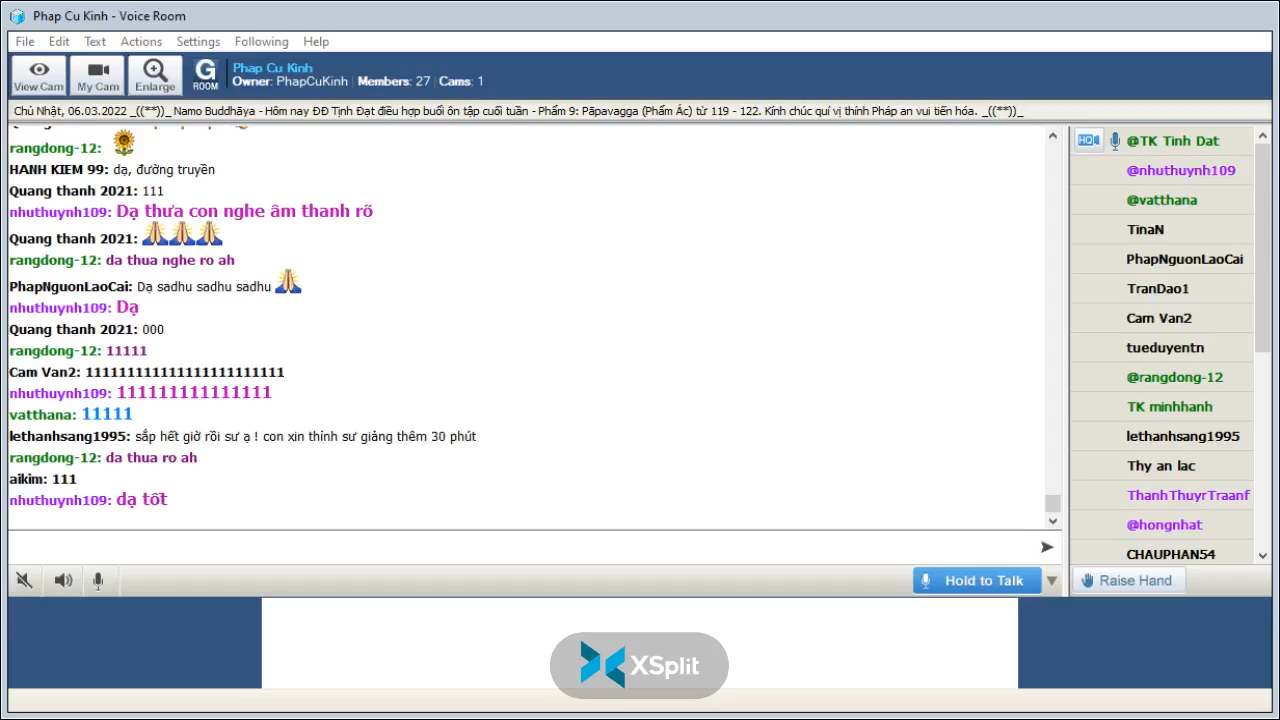 Phap Cu Kinh - Voice Room
File Edit Text Actions Settings Following Help
View Cam
My Cam
Enlarge
G
ROOM
Phap Cu Kinh
Owner: PhapCuKinh | Members: 27 | Cams: 1
Chủ Nhật, 06.03.2022 _((**))_ Namo Buddhāya - Hôm nay ĐĐ Tịnh Đạt điều hợp buổi ôn tập cuối tuần - Phẩm 9: Pāpavagga (Phẩm Ác) từ 119 - 122. Kính chúc quí vị thính Pháp an vui tiến hóa. _((**))_
rangdong-12:
HANH KIEM 99: dạ, đường truyền
Quang thanh 2021: 111
nhuthuynh109: Dạ thưa con nghe âm thanh rõ
Quang thanh 2021:
rangdong-12: da thua nghe ro ah
PhapNguonLaoCai: Dạ sadhu sadhu sadhu
nhuthuynh109: Dạ
Quang thanh 2021: 000
rangdong-12: 11111
Cam Van2: 1111111111111111111111111
nhuthuynh109: 111111111111111
vatthana: 11111
lethanhsang1995: sắp hết giờ rồi sư ạ ! con xin thỉnh sư giảng thêm 30 phút
rangdong-12: da thua ro ah
aikim: 111
nhuthuynh109: dạ tốt
HD
@TK Tinh Dat
@nhuthuynh109
@vatthana
TinaN
PhapNguonLaoCai
TranDao1
Cam Van2
tueduyentn
@rangdong-12
TK minhhanh
lethanhsang1995
Thy an lac
ThanhThuyrTraanf
@hongnhat
CHAUPHAN54
Hold to Talk
Raise Hand
XSplit